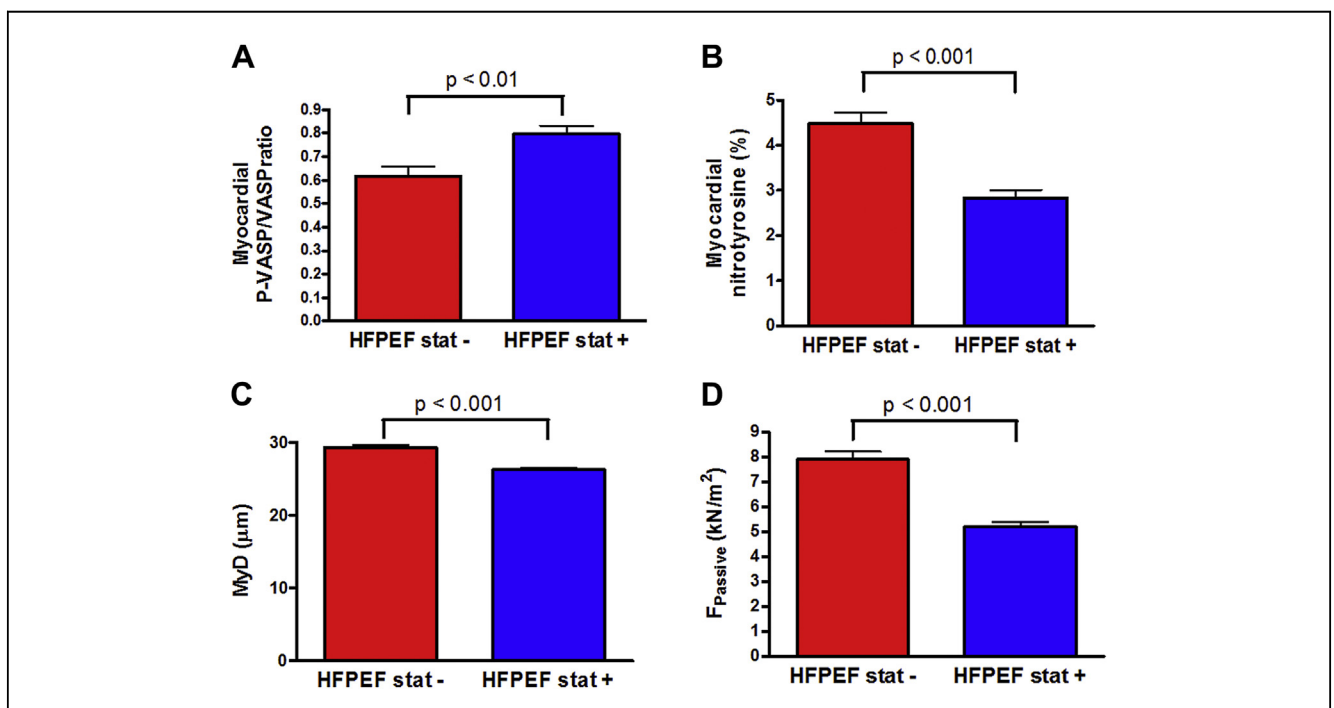 A
p < 0.01
Myocardial
P-VASP/VASPratio
0.9
0.8
0.7
0.6
0.5
0.4
0.3
0.2
0.1
0.0
HFPEF stat -
HFPEF stat +
B
p < 0.001
Myocardial
nitrotyrosine (%)
5
4
3
2
1
0
HFPEF stat -
HFPEF stat +
C
p < 0.001
MyD (μm)
30
20
10
0
HFPEF stat -
HFPEF stat +
D
p < 0.001
FPassive (kN/m²)
9
8
7
6
5
4
3
2
1
0
HFPEF stat -
HFPEF stat +